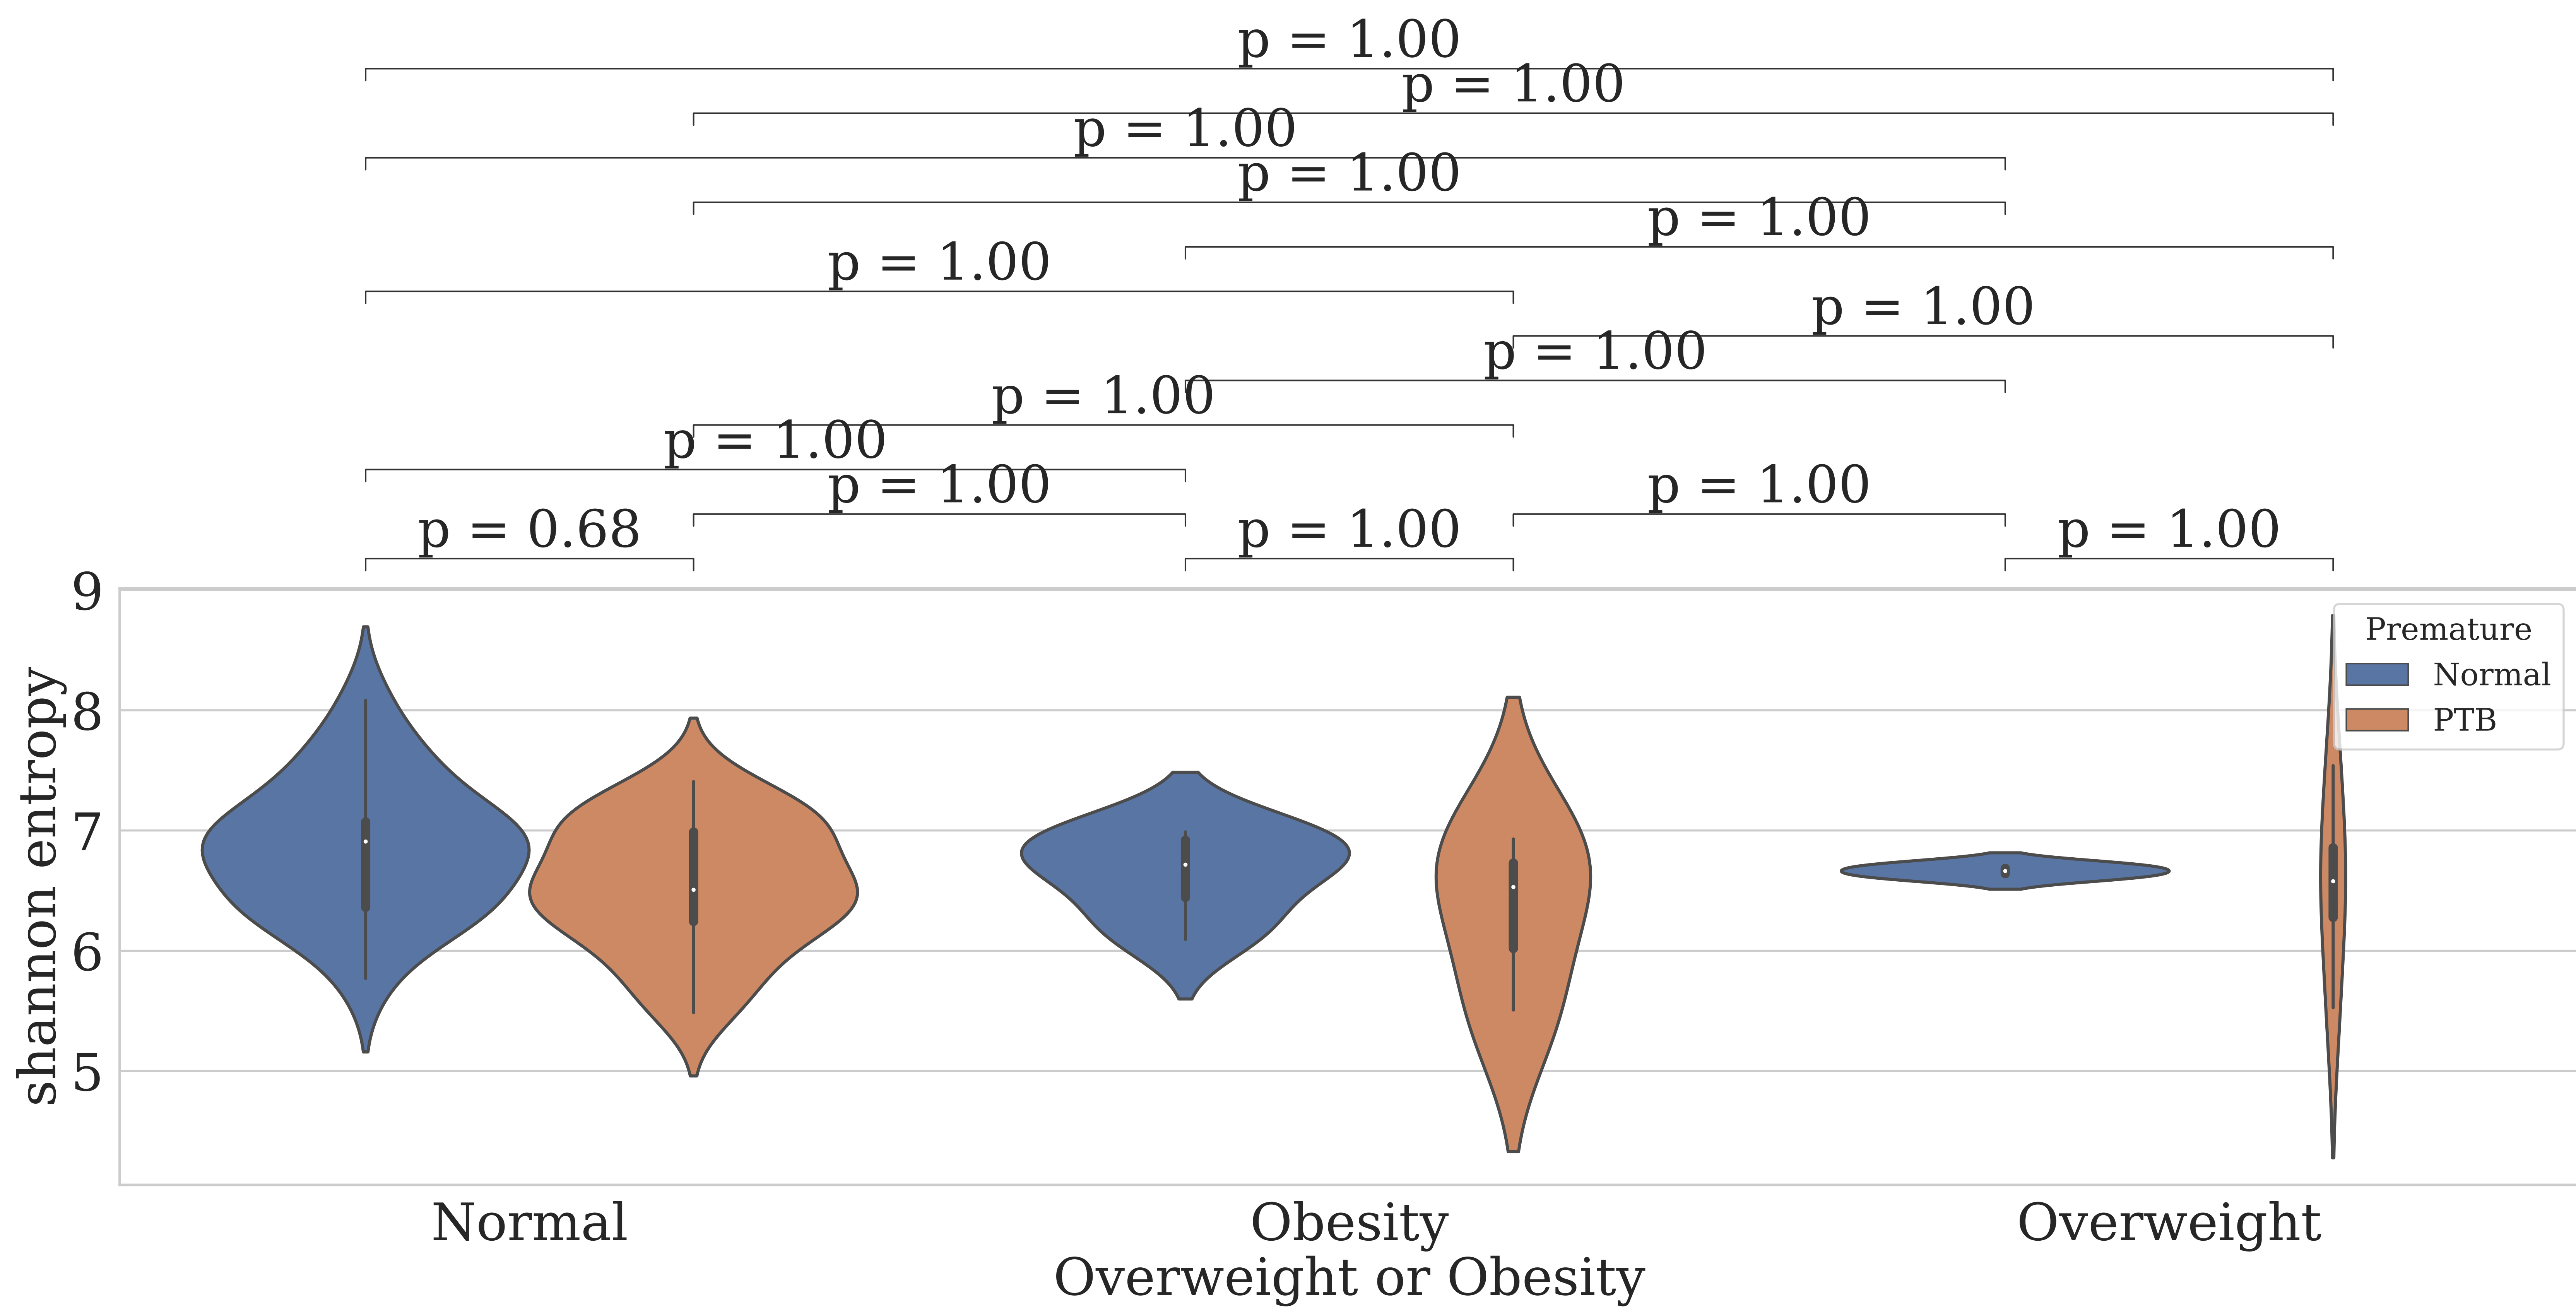 p = 1.00
p = 1.00
p = 1.00
p = 1.00
p = 1.00
p = 1.00
p = 1.00
p = 1.00
p = 1.00
p = 1.00
p = 1.00
p = 1.00
p = 0.68
p = 1.00
p = 1.00
9
8
7
6
5
shannon entropy
Premature
Normal
PTB
Normal
Obesity
Overweight
Overweight or Obesity